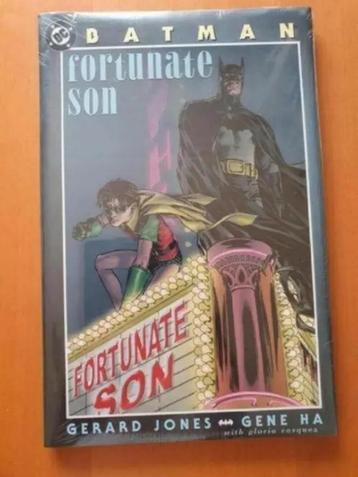 DC
BATMAN
fortunate
son
FORTUNATE
SON
GERARD JONES GENE HA
with gloria vasquez